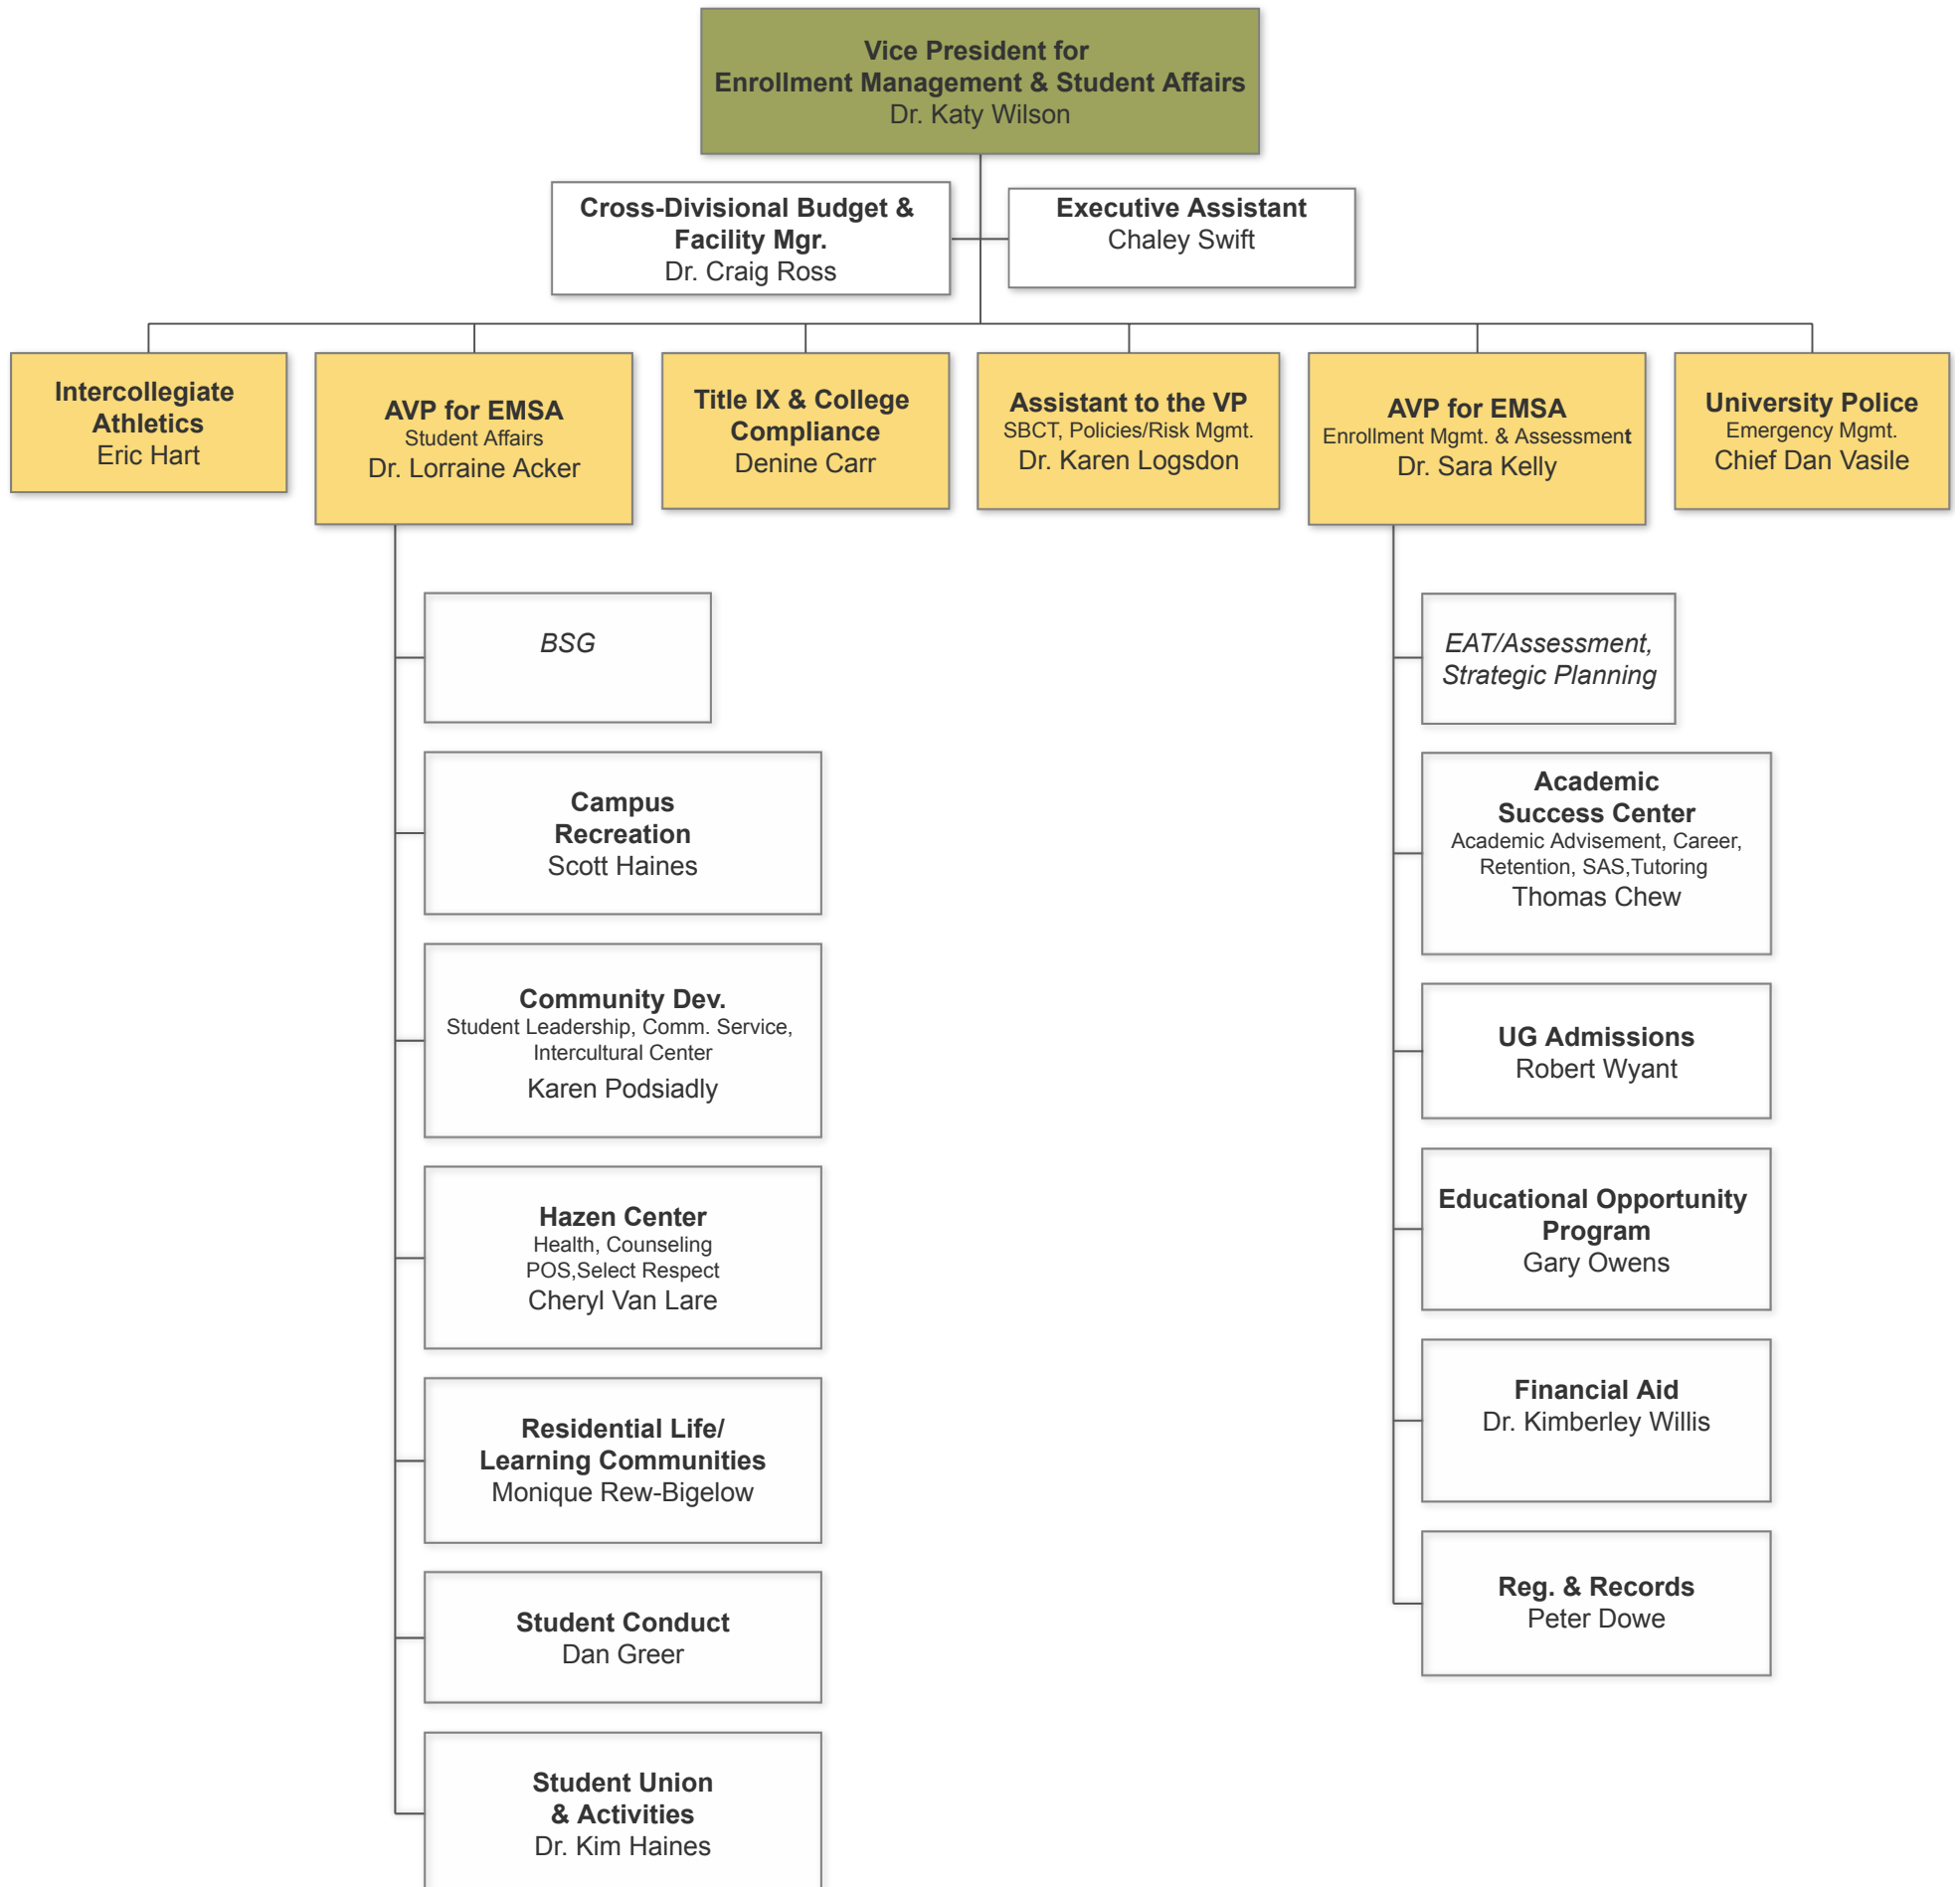 Vice President for
Enrollment Management & Student Affairs
Dr. Katy Wilson
Cross-Divisional Budget &
Facility Mgr.
Dr. Craig Ross
Executive Assistant
Chaley Swift
Intercollegiate
Athletics
Eric Hart
AVP for EMSA
Student Affairs
Dr. Lorraine Acker
Title IX & College
Compliance
Denine Carr
Assistant to the VP
SBCT, Policies/Risk Mgmt.
Dr. Karen Logsdon
AVP for EMSA
Enrollment Mgmt. & Assessment
Dr. Sara Kelly
University Police
Emergency Mgmt.
Chief Dan Vasile
BSG
Campus
Recreation
Scott Haines
Community Dev.
Student Leadership, Comm. Service,
Intercultural Center
Karen Podsiadly
Hazen Center
Health, Counseling
POS,Select Respect
Cheryl Van Lare
Residential Life/
Learning Communities
Monique Rew-Bigelow
Student Conduct
Dan Greer
Student Union
& Activities
Dr. Kim Haines
EAT/Assessment,
Strategic Planning
Academic
Success Center
Academic Advisement, Career,
Retention, SAS,Tutoring
Thomas Chew
UG Admissions
Robert Wyant
Educational Opportunity
Program
Gary Owens
Financial Aid
Dr. Kimberley Willis
Reg. & Records
Peter Dowe